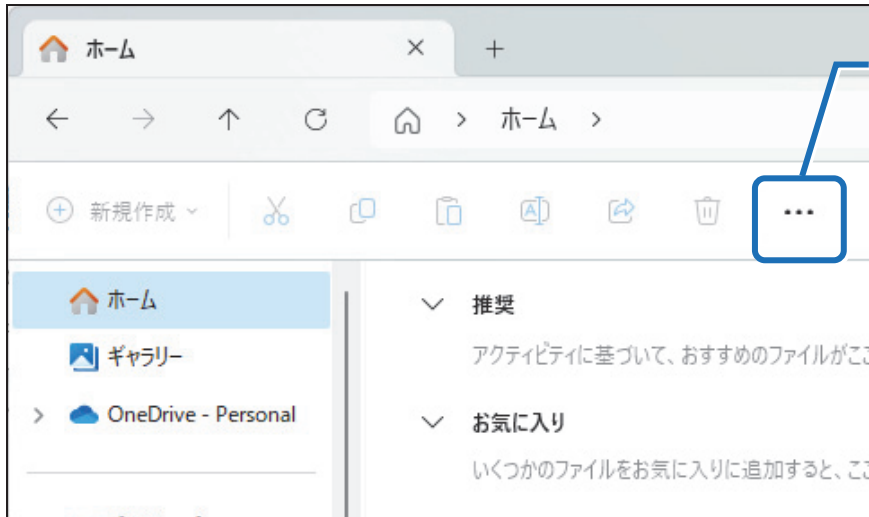 ホーム
ホーム
新規作成
ホーム
推奨
ギャラリー
アクティビティに基づいて、おすすめのファイルが
OneDrive - Personal
お気に入り
いくつかのファイルをお気に入りに追加すると、